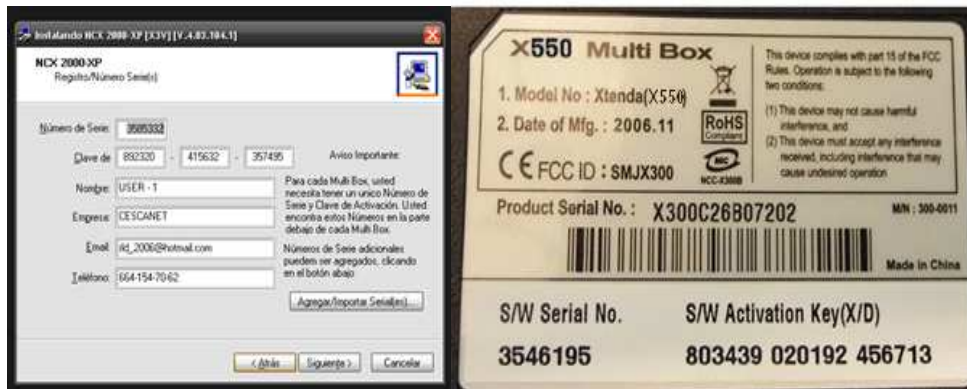 Instalando NCX 2000-XP [X3V] [V.4.03.104.1]
NCX 2000-XP
Registro/Número Serie(s)
Número de Serie: 3585332
Clave de 892320 - 415632 - 357495
Aviso Importante:
Nombre: USER - 1
Empresa: CESCANET
Email: 2006@hotmail.com
Teléfono: 664-154-70-62
Para cada Multi Box, usted
necesita tener un unico Número de
Serie y Clave de Activación. Usted
encontra estos Números en la parte
debajo de cada Multi Box.
Números de Serie adicionales
puedem ser agregados, clicando
en el botón abajo
Agregar/Importar Serial(es)...
< Atrás
Siguiente >
Cancelar
X550 Multi Box
1. Model No : Xtenda(X550)
2. Date of Mfg. : 2006.11
RoHS
Compliant
CE FCC ID : SMJX300
MIC
NCC-X300B
This device complies with part 15 of the FCC
Rules. Operation is subject to the following
two conditions:
(1) This device may not cause harmful
interference, and
(2) This device must accept any interference
received, including interference that may
cause undesired operation
Product Serial No. : X300C26B07202
M/N : 300-0011
Made in China
S/W Serial No.
S/W Activation Key(X/D)
3546195
803439 020192 456713